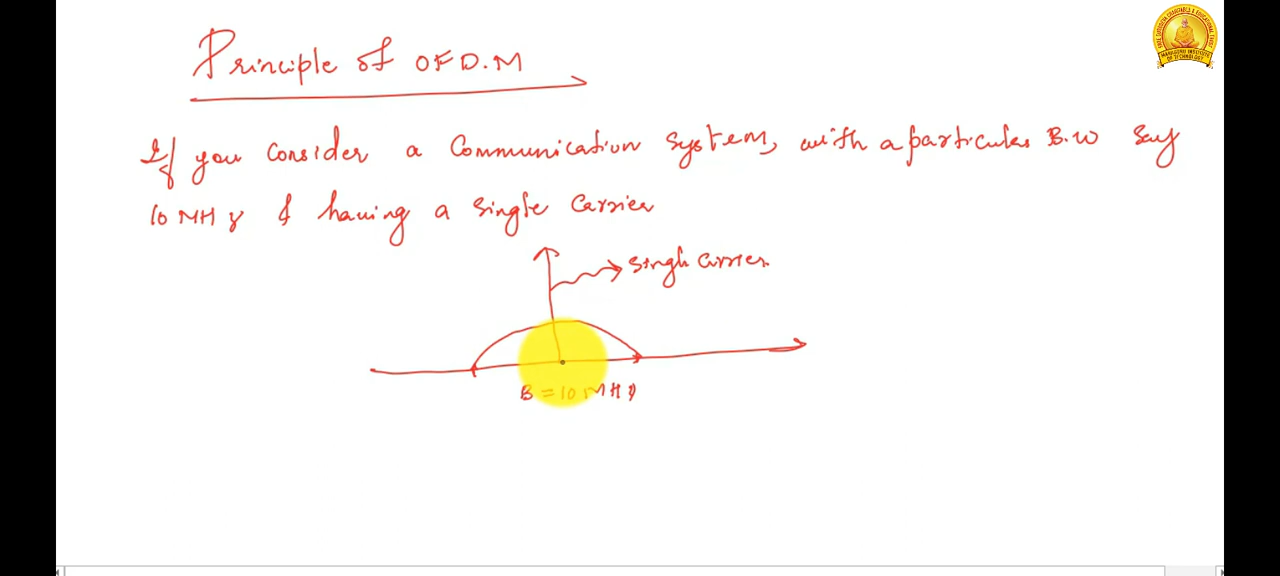 Principle of OFD.M
If you consider a Communication System, with a particular B.W Say
10 MHz & having a single Carrier
Single carrier.
B = 10 MHz